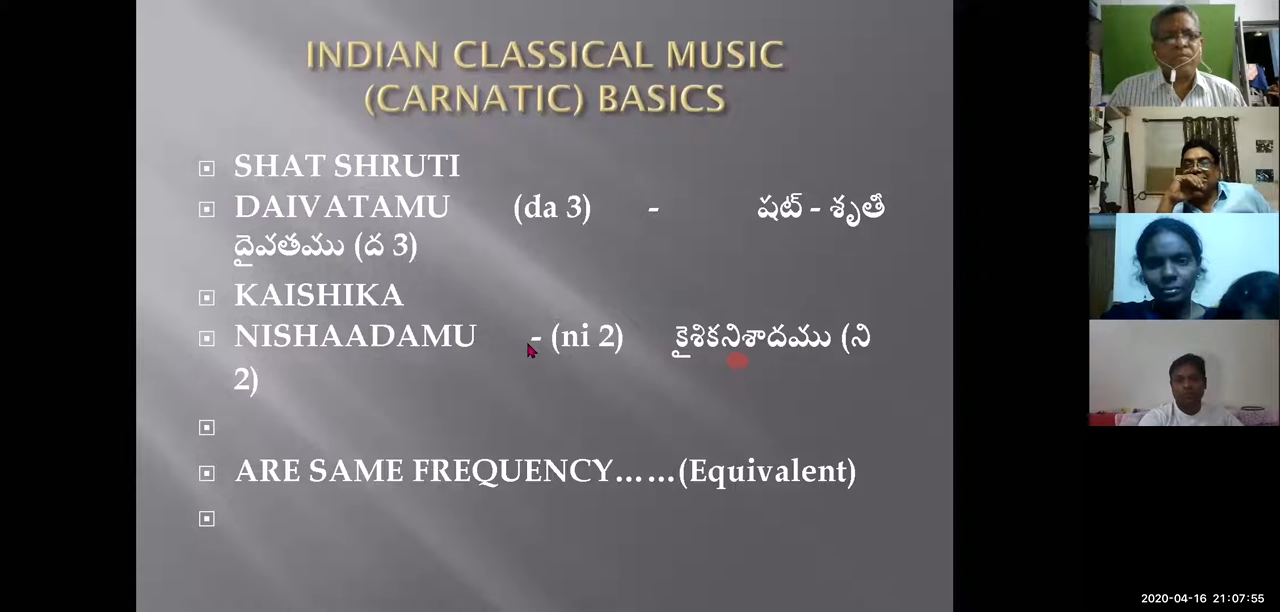 INDIAN CLASSICAL MUSIC
(CARNATIC) BASICS
SHAT SHRUTI
DAIVATAMU (da 3) - షట్ - శృతి
దైవతము (ద 3)
KAISHIKA
NISHAADAMU - (ni 2) కైశికనిశాదము (ని
2)
ARE SAME FREQUENCY......(Equivalent)
2020-04-16 21:07:55